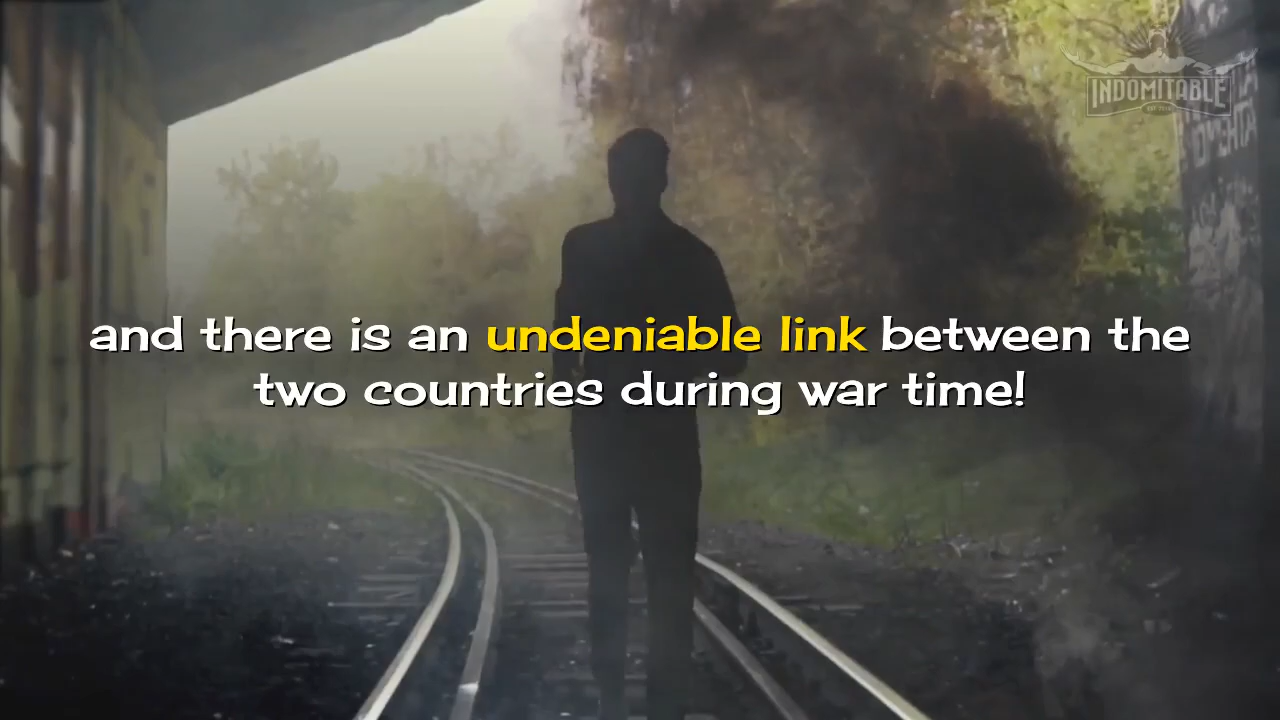 INDOMITABLE
and there is an undeniable link between the
two countries during war time!